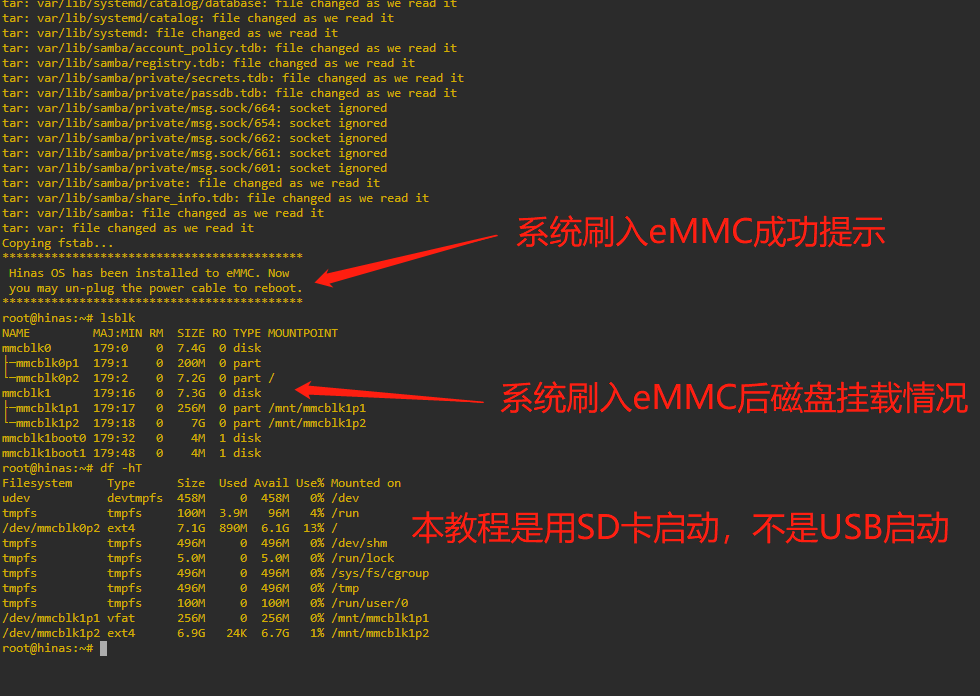 tar: var/lib/systemd/catalog/database: file changed as we read it
tar: var/lib/systemd/catalog: file changed as we read it
tar: var/lib/systemd: file changed as we read it
tar: var/lib/samba/account_policy.tdb: file changed as we read it
tar: var/lib/samba/registry.tdb: file changed as we read it
tar: var/lib/samba/private/secrets.tdb: file changed as we read it
tar: var/lib/samba/private/passdb.tdb: file changed as we read it
tar: var/lib/samba/private/msg.sock/664: socket ignored
tar: var/lib/samba/private/msg.sock/654: socket ignored
tar: var/lib/samba/private/msg.sock/662: socket ignored
tar: var/lib/samba/private/msg.sock/661: socket ignored
tar: var/lib/samba/private/msg.sock/601: socket ignored
tar: var/lib/samba/private: file changed as we read it
tar: var/lib/samba/share_info.tdb: file changed as we read it
tar: var/lib/samba: file changed as we read it
tar: var: file changed as we read it
Copying fstab...
系统刷入eMMC成功提示
*******************************************
 Hinas OS has been installed to eMMC. Now
 you may un-plug the power cable to reboot.
*******************************************
root@hinas:~# lsblk
NAME         MAJ:MIN RM  SIZE RO TYPE MOUNTPOINT
mmcblk0      179:0    0  7.4G  0 disk
├─mmcblk0p1  179:1    0  200M  0 part
└─mmcblk0p2  179:2    0  7.2G  0 part /
mmcblk1      179:16   0  7.3G  0 disk
├─mmcblk1p1  179:17   0  256M  0 part /mnt/mmcblk1p1
└─mmcblk1p2  179:18   0    7G  0 part /mnt/mmcblk1p2
系统刷入eMMC后磁盘挂载情况
mmcblk1boot0 179:32   0    4M  1 disk
mmcblk1boot1 179:48   0    4M  1 disk
root@hinas:~# df -hT
Filesystem     Type      Size  Used Avail Use% Mounted on
udev           devtmpfs  458M     0  458M   0% /dev
tmpfs          tmpfs     100M  3.9M   96M   4% /run
/dev/mmcblk0p2 ext4      7.1G  890M  6.1G  13% /
本教程是用SD卡启动，不是USB启动
tmpfs          tmpfs     496M     0  496M   0% /dev/shm
tmpfs          tmpfs     5.0M     0  5.0M   0% /run/lock
tmpfs          tmpfs     496M     0  496M   0% /sys/fs/cgroup
tmpfs          tmpfs     496M     0  496M   0% /tmp
tmpfs          tmpfs     100M     0  100M   0% /run/user/0
/dev/mmcblk1p1 vfat      256M     0  256M   0% /mnt/mmcblk1p1
/dev/mmcblk1p2 ext4      6.9G   24K  6.7G   1% /mnt/mmcblk1p2
root@hinas:~#